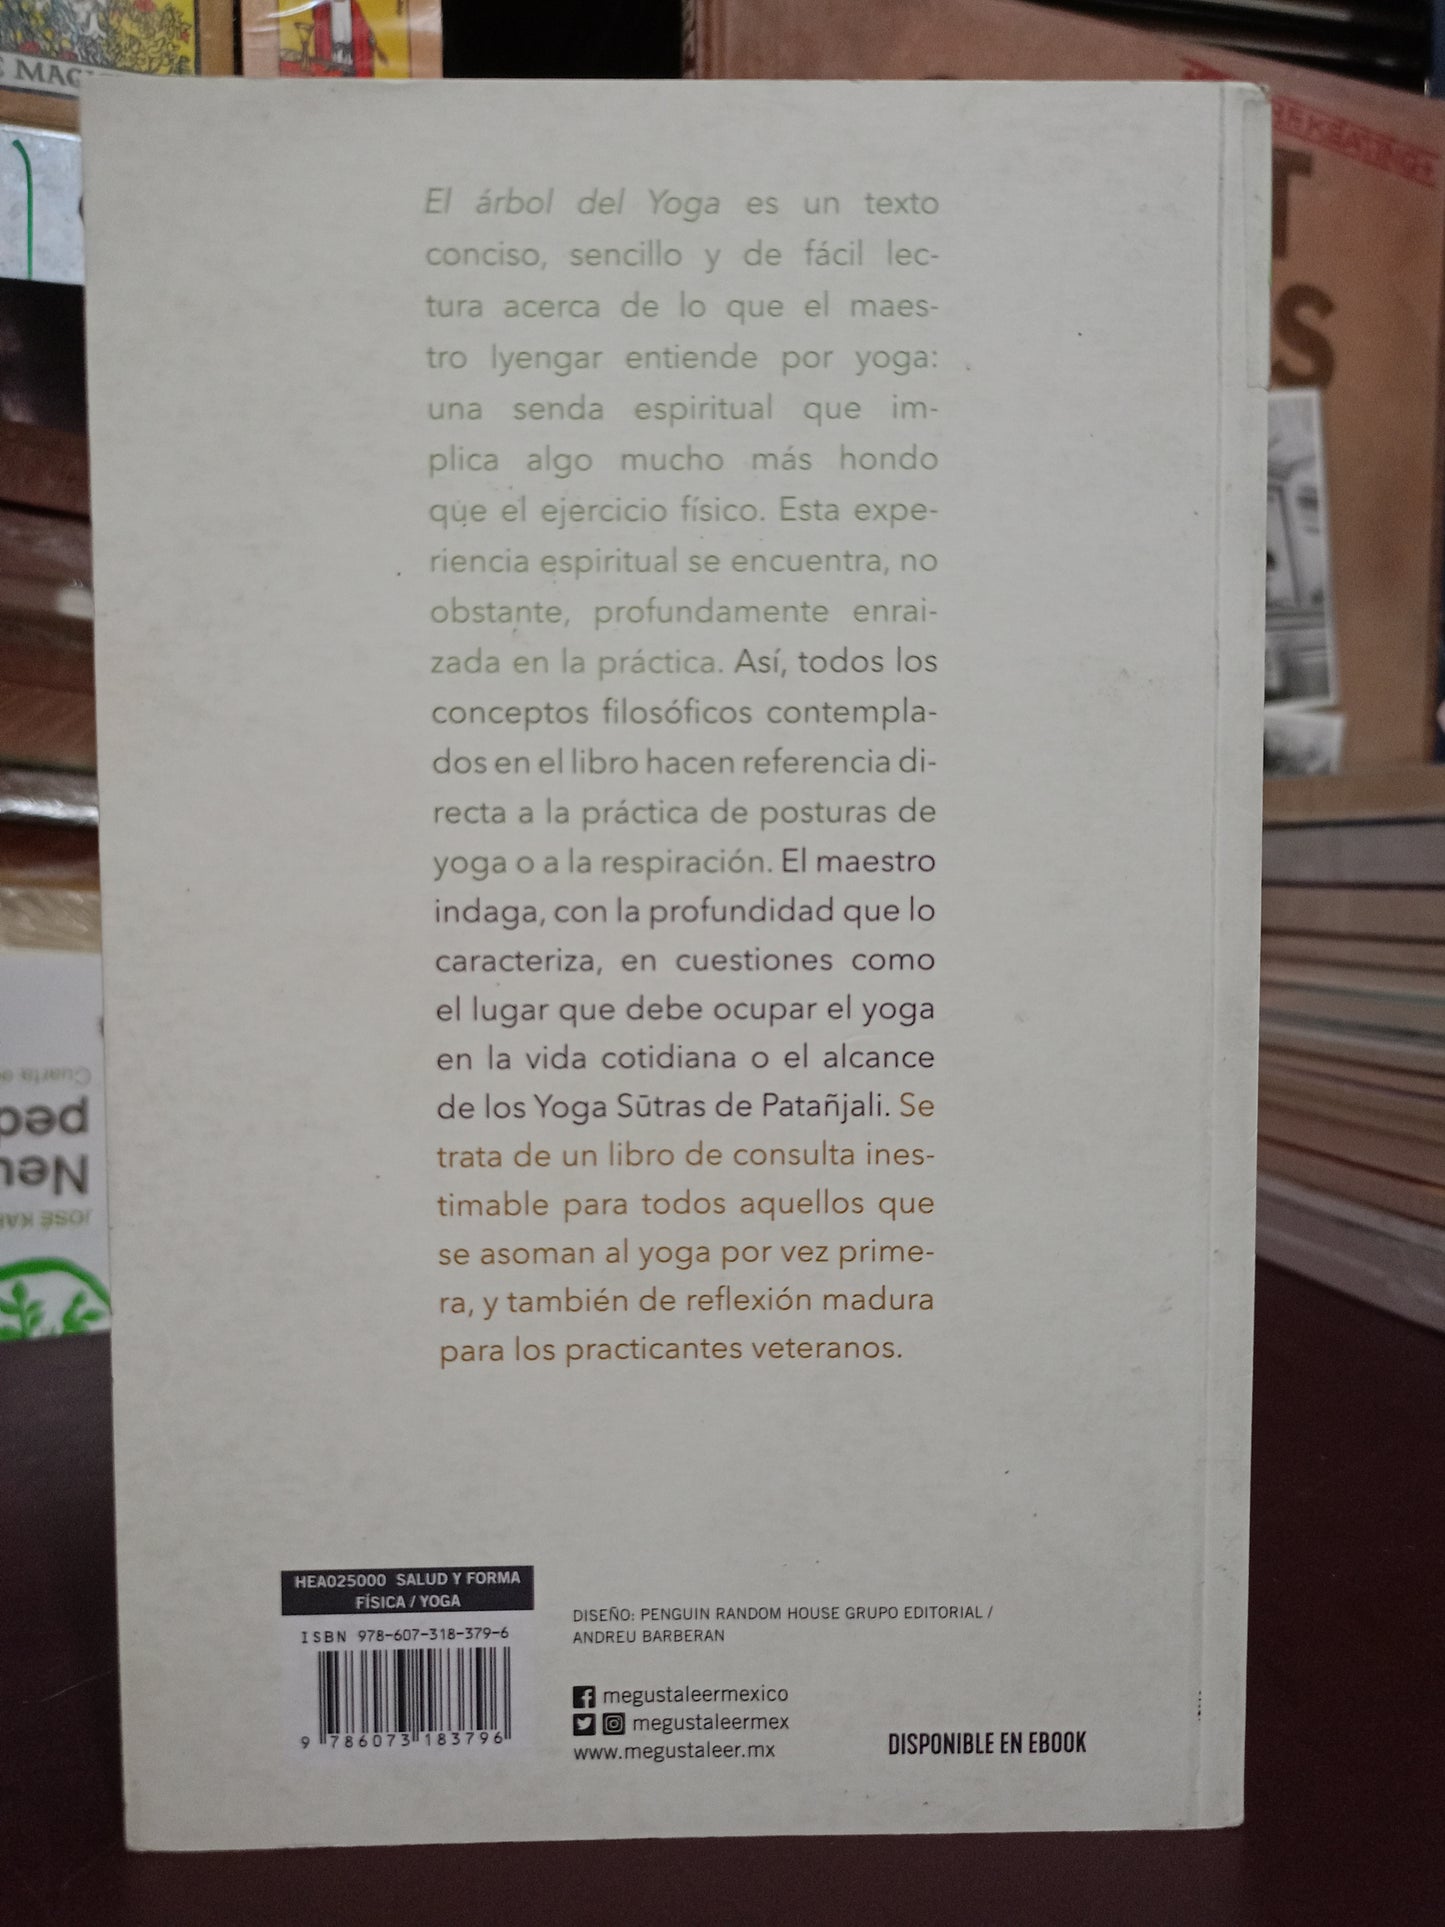 El árbol del Yoga es un texto
conciso, sencillo y de fácil lec-
tura acerca de lo que el maes-
tro Iyengar entiende por yoga:
una senda espiritual que im-
plica algo mucho más hondo
que el ejercicio físico. Esta expe-
riencia espiritual se encuentra, no
obstante, profundamente enrai-
zada en la práctica. Así, todos los
conceptos filosóficos contempla-
dos en el libro hacen referencia di-
recta a la práctica de posturas de
yoga o a la respiración. El maestro
indaga, con la profundidad que lo
caracteriza, en cuestiones como
el lugar que debe ocupar el yoga
en la vida cotidiana o el alcance
de los Yoga Sūtras de Patañjali. Se
trata de un libro de consulta ines-
timable para todos aquellos que
se asoman al yoga por vez prime-
ra, y también de reflexión madura
para los practicantes veteranos.
HEA025000 SALUD Y FORMA
FÍSICA / YOGA
ISBN 978-607-318-379-6
9 786073 183796
DISEÑO: PENGUIN RANDOM HOUSE GRUPO EDITORIAL /
ANDREU BARBERAN
megustaleermexico
megustaleermex
www.megustaleer.mx
DISPONIBLE EN EBOOK
Cuarta
JOSÉ